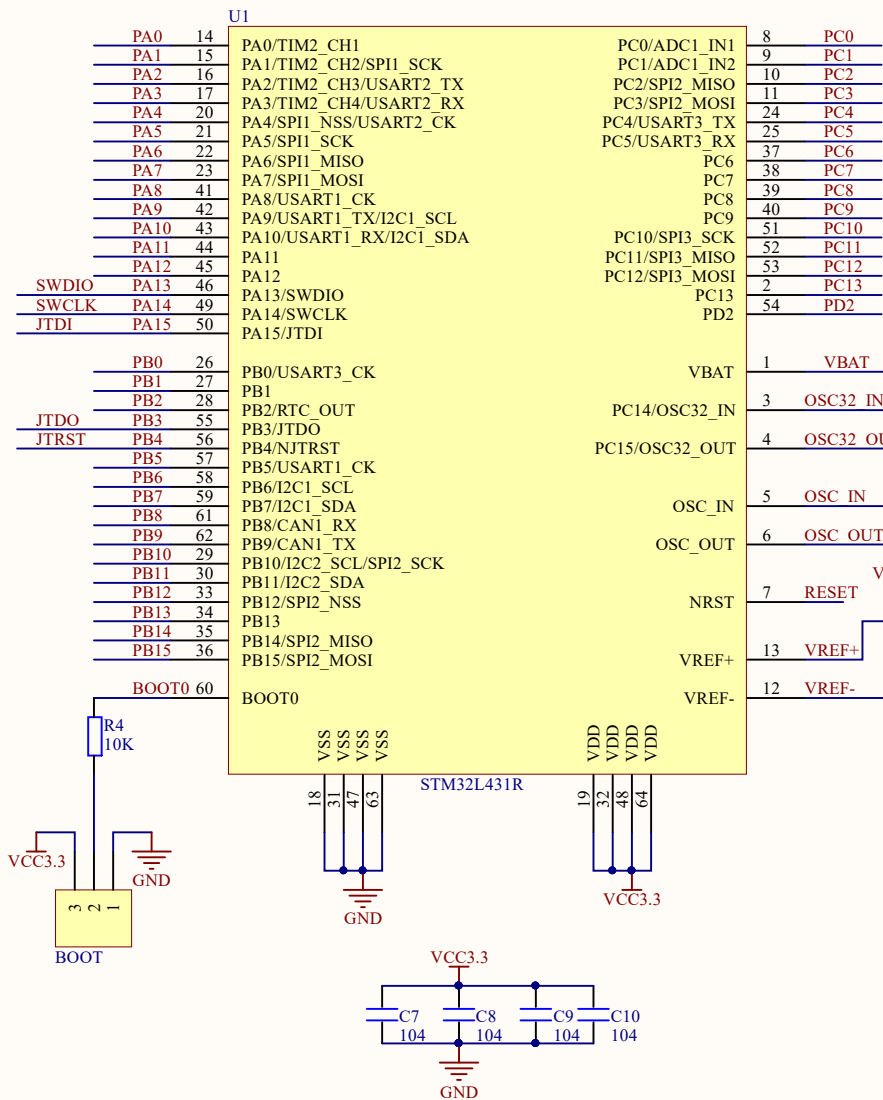 U1
PA0 14 PA0/TIM2_CH1 PC0/ADC1_IN1 8 PC0
PA1 15 PA1/TIM2_CH2/SPI1_SCK PC1/ADC1_IN2 9 PC1
PA2 16 PA2/TIM2_CH3/USART2_TX PC2/SPI2_MISO 10 PC2
PA3 17 PA3/TIM2_CH4/USART2_RX PC3/SPI2_MOSI 11 PC3
PA4 20 PA4/SPI1_NSS/USART2_CK PC4/USART3_TX 24 PC4
PA5 21 PA5/SPI1_SCK PC5/USART3_RX 25 PC5
PA6 22 PA6/SPI1_MISO PC6 37 PC6
PA7 23 PA7/SPI1_MOSI PC7 38 PC7
PA8 41 PA8/USART1_CK PC8 39 PC8
PA9 42 PA9/USART1_TX/I2C1_SCL PC9 40 PC9
PA10 43 PA10/USART1_RX/I2C1_SDA PC10/SPI3_SCK 51 PC10
PA11 44 PA11 PC11/SPI3_MISO 52 PC11
PA12 45 PA12 PC12/SPI3_MOSI 53 PC12
SWDIO PA13 46 PA13/SWDIO PC13 2 PC13
SWCLK PA14 49 PA14/SWCLK PD2 54 PD2
JTDI PA15 50 PA15/JTDI
PB0 26 PB0/USART3_CK VBAT 1 VBAT
PB1 27 PB1
PB2 28 PB2/RTC_OUT PC14/OSC32_IN 3 OSC32_IN
JTDO PB3 55 PB3/JTDO
JTRST PB4 56 PB4/NJTRST PC15/OSC32_OUT 4 OSC32_OU
PB5 57 PB5/USART1_CK
PB6 58 PB6/I2C1_SCL
PB7 59 PB7/I2C1_SDA OSC_IN 5 OSC_IN
PB8 61 PB8/CAN1_RX
PB9 62 PB9/CAN1_TX OSC_OUT 6 OSC_OUT
PB10 29 PB10/I2C2_SCL/SPI2_SCK
PB11 30 PB11/I2C2_SDA
PB12 33 PB12/SPI2_NSS NRST 7 RESET
PB13 34 PB13
PB14 35 PB14/SPI2_MISO
PB15 36 PB15/SPI2_MOSI VREF+ 13 VREF+
BOOT0 60 BOOT0 VREF- 12 VREF-
R4
10K
VSS VSS VSS VSS VDD VDD VDD VDD
18 31 47 63 19 32 48 64
STM32L431R
VCC3.3 GND
GND VCC3.3
3 2 1
BOOT
VCC3.3
C7 C8 C9 C10
104 104 104 104
GND